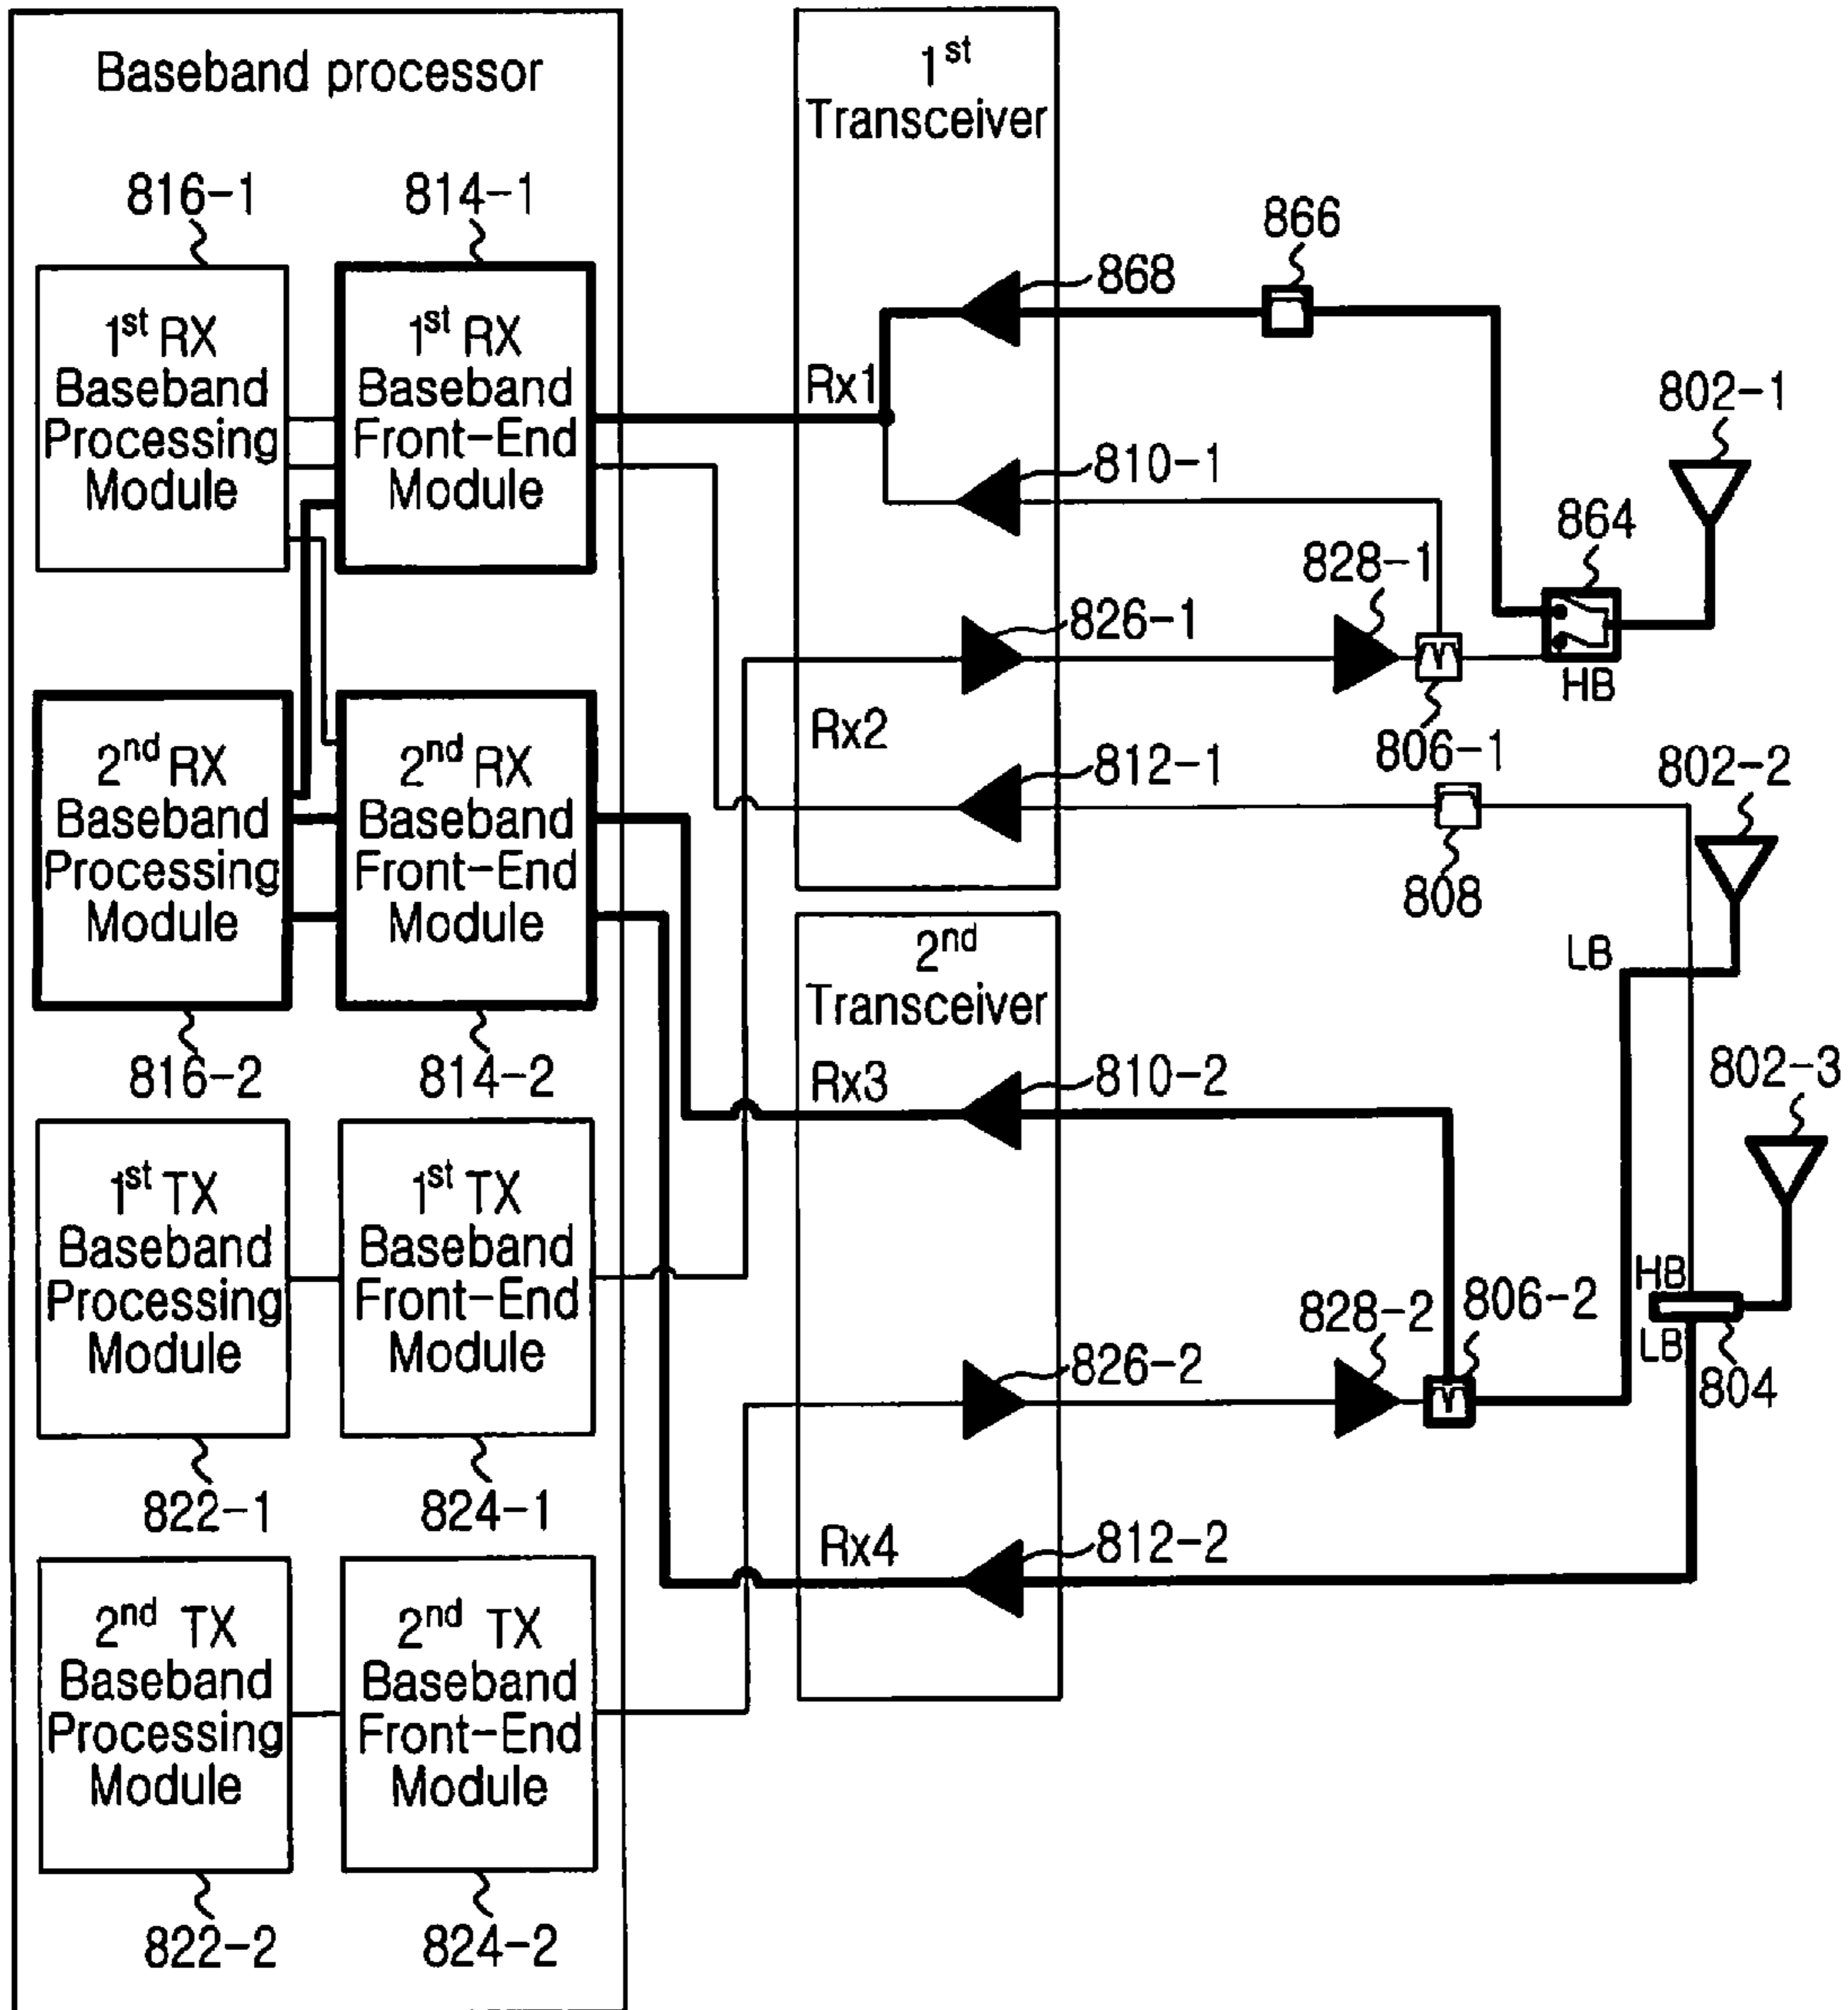 Baseband processor
1st
Transceiver
816-1
814-1
1st RX
Baseband
Processing
Module
1st RX
Baseband
Front-End
Module
868
866
Rx1
802-1
810-1
864
828-1
826-1
HB
806-1
Rx2
812-1
808
802-2
2nd RX
Baseband
Processing
Module
2nd RX
Baseband
Front-End
Module
816-2
814-2
2nd
Transceiver
LB
Rx3
810-2
802-3
1st TX
Baseband
Processing
Module
1st TX
Baseband
Front-End
Module
HB
LB
804
828-2
806-2
826-2
822-1
824-1
Rx4
812-2
2nd TX
Baseband
Processing
Module
2nd TX
Baseband
Front-End
Module
822-2
824-2